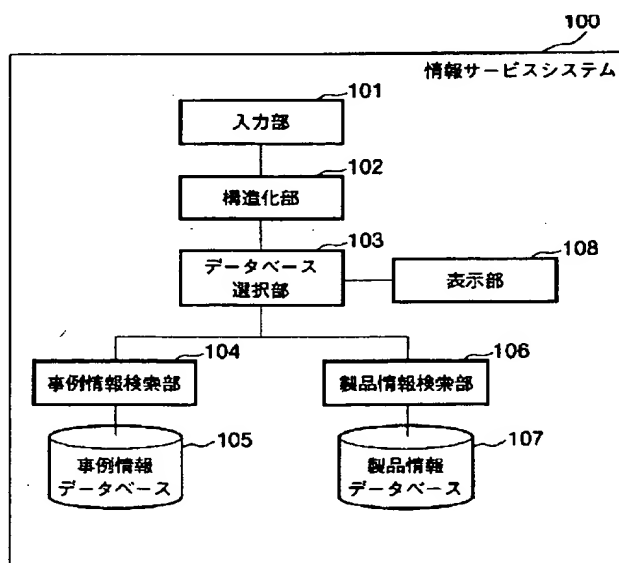 100
情報サービスシステム
101
入力部
102
構造化部
103
データベース
選択部
108
表示部
104
事例情報検索部
106
製品情報検索部
105
事例情報
データベース
107
製品情報
データベース